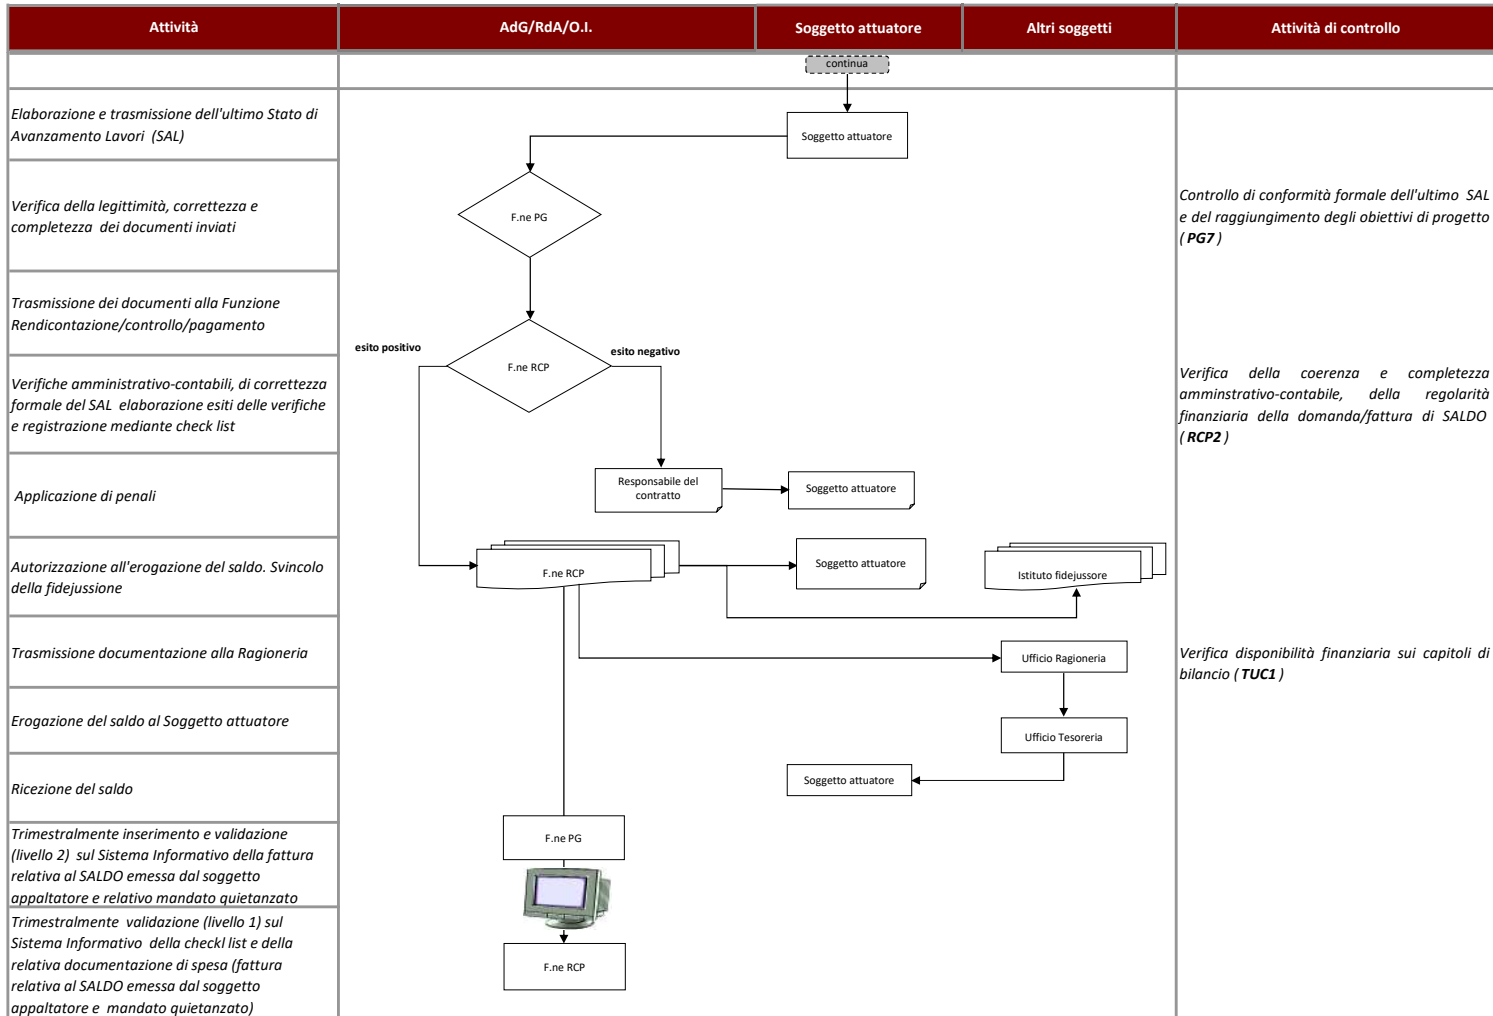 Attività
AdG/RdA/O.I.
Soggetto attuatore
Altri soggetti
Attività di controllo
continua
Elaborazione e trasmissione dell'ultimo Stato di
Avanzamento Lavori (SAL)
Soggetto attuatore
Verifica della legittimità, correttezza e
completezza dei documenti inviati
F.ne PG
Controllo di conformità formale dell'ultimo SAL
e del raggiungimento degli obiettivi di progetto
( PG7 )
Trasmissione dei documenti alla Funzione
Rendicontazione/controllo/pagamento
esito positivo
F.ne RCP
esito negativo
Verifiche amministrativo-contabili, di correttezza
formale del SAL elaborazione esiti delle verifiche
e registrazione mediante check list
Verifica della coerenza e completezza
amminstrativo-contabile, della regolarità
finanziaria della domanda/fattura di SALDO
( RCP2 )
Applicazione di penali
Responsabile del
contratto
Soggetto attuatore
Autorizzazione all'erogazione del saldo. Svincolo
della fidejussione
F.ne RCP
Soggetto attuatore
Istituto fidejussore
Trasmissione documentazione alla Ragioneria
Ufficio Ragioneria
Verifica disponibilità finanziaria sui capitoli di
bilancio ( TUC1 )
Erogazione del saldo al Soggetto attuatore
Ufficio Tesoreria
Ricezione del saldo
Soggetto attuatore
Trimestralmente inserimento e validazione
(livello 2) sul Sistema Informativo della fattura
relativa al SALDO emessa dal soggetto
appaltatore e relativo mandato quietanzato
F.ne PG
Trimestralmente validazione (livello 1) sul
Sistema Informativo della checkl list e della
relativa documentazione di spesa (fattura
relativa al SALDO emessa dal soggetto
appaltatore e mandato quietanzato)
F.ne RCP